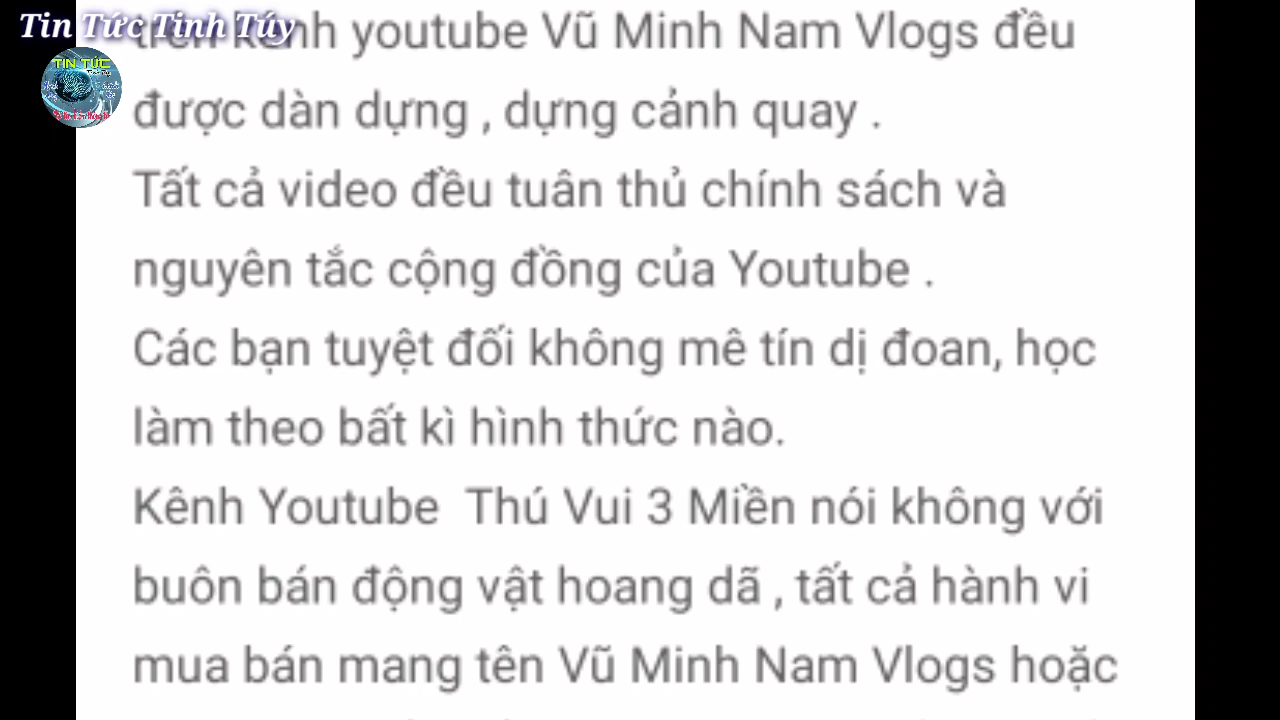 Tin Tức Tinh Túy
TIN TỨC
trên kênh youtube Vũ Minh Nam Vlogs đều
được dàn dựng , dựng cảnh quay .
Tất cả video đều tuân thủ chính sách và
nguyên tắc cộng đồng của Youtube .
Các bạn tuyệt đối không mê tín dị đoan, học
làm theo bất kì hình thức nào.
Kênh Youtube  Thú Vui 3 Miền nói không với
buôn bán động vật hoang dã , tất cả hành vi
mua bán mang tên Vũ Minh Nam Vlogs hoặc